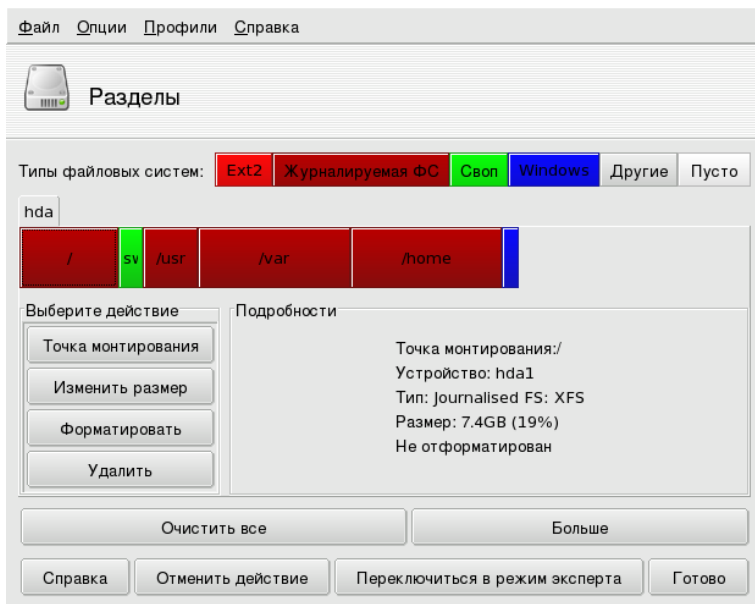 Файл Опции Профили Справка
Разделы
Типы файловых систем: Ext2 Журналируемая ФС Своп Windows Другие Пусто
hda
/ sv /usr /var /home
Выберите действие
Точка монтирования
Изменить размер
Форматировать
Удалить
Подробности
Точка монтирования:/
Устройство: hda1
Тип: Journalised FS: XFS
Размер: 7.4GB (19%)
Не отформатирован
Очистить все Больше
Справка Отменить действие Переключиться в режим эксперта Готово